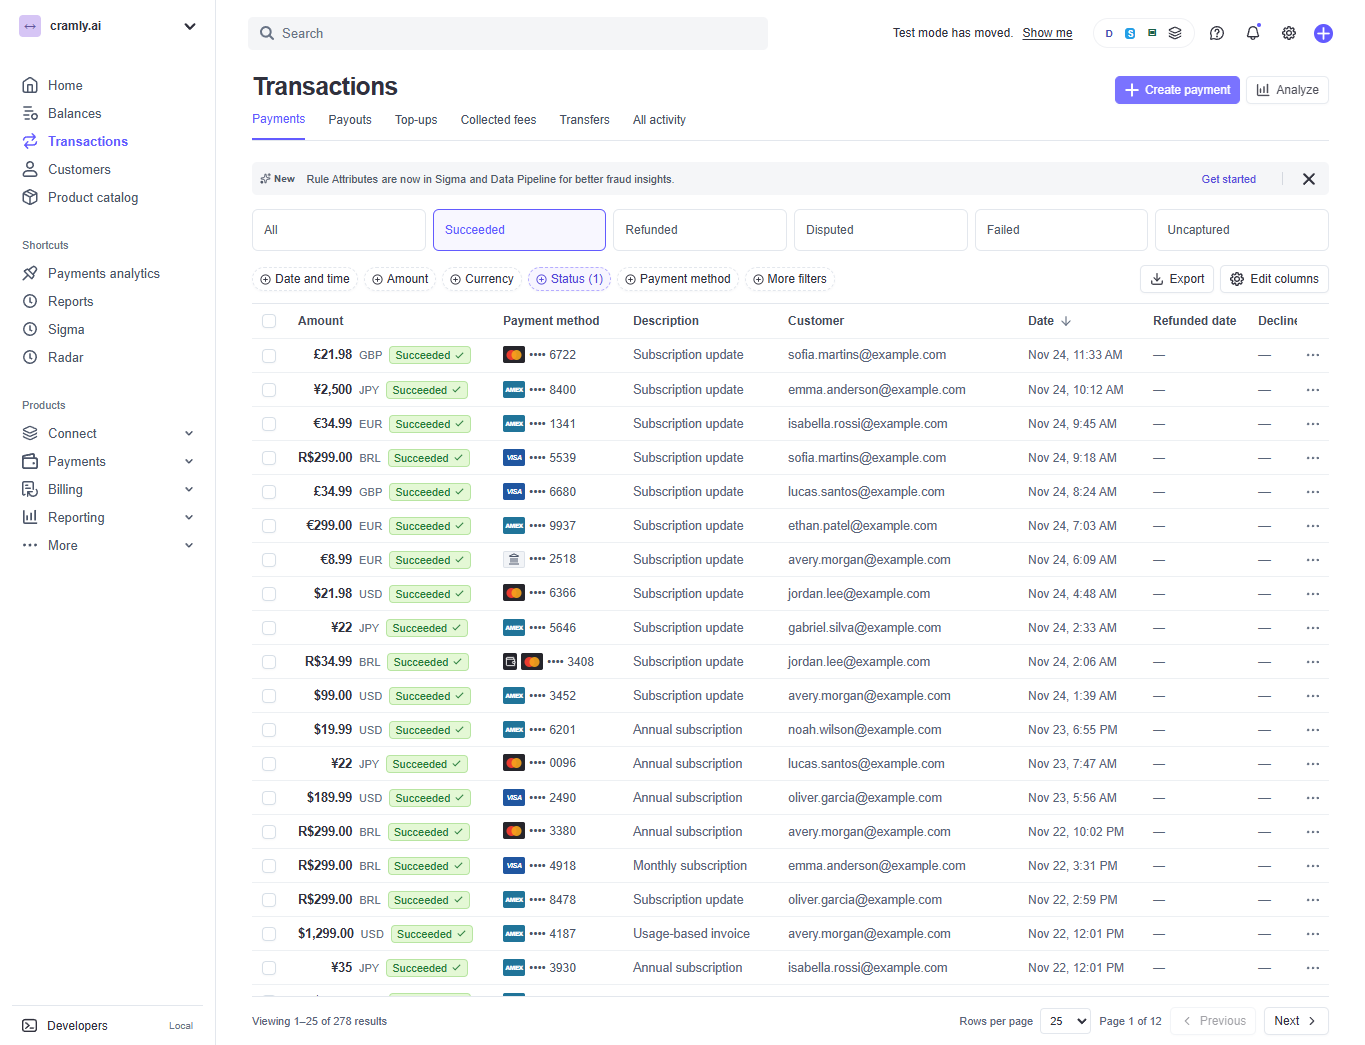 cramly.ai
Search
Test mode has moved. Show me
Home
Balances
Transactions
Customers
Product catalog
Shortcuts
Payments analytics
Reports
Sigma
Radar
Products
Connect
Payments
Billing
Reporting
More
Developers Local
Transactions
Create payment Analyze
Payments Payouts Top-ups Collected fees Transfers All activity
New Rule Attributes are now in Sigma and Data Pipeline for better fraud insights. Get started
All Succeeded Refunded Disputed Failed Uncaptured
Date and time Amount Currency Status (1) Payment method More filters Export Edit columns
Amount Payment method Description Customer Date Refunded date Decline
£21.98 GBP Succeeded •••• 6722 Subscription update sofia.martins@example.com Nov 24, 11:33 AM — —
¥2,500 JPY Succeeded AMEX •••• 8400 Subscription update emma.anderson@example.com Nov 24, 10:12 AM — —
€34.99 EUR Succeeded AMEX •••• 1341 Subscription update isabella.rossi@example.com Nov 24, 9:45 AM — —
R$299.00 BRL Succeeded VISA •••• 5539 Subscription update sofia.martins@example.com Nov 24, 9:18 AM — —
£34.99 GBP Succeeded VISA •••• 6680 Subscription update lucas.santos@example.com Nov 24, 8:24 AM — —
€299.00 EUR Succeeded AMEX •••• 9937 Subscription update ethan.patel@example.com Nov 24, 7:03 AM — —
€8.99 EUR Succeeded •••• 2518 Subscription update avery.morgan@example.com Nov 24, 6:09 AM — —
$21.98 USD Succeeded •••• 6366 Subscription update jordan.lee@example.com Nov 24, 4:48 AM — —
¥22 JPY Succeeded AMEX •••• 5646 Subscription update gabriel.silva@example.com Nov 24, 2:33 AM — —
R$34.99 BRL Succeeded •••• 3408 Subscription update jordan.lee@example.com Nov 24, 2:06 AM — —
$99.00 USD Succeeded AMEX •••• 3452 Subscription update avery.morgan@example.com Nov 24, 1:39 AM — —
$19.99 USD Succeeded AMEX •••• 6201 Annual subscription noah.wilson@example.com Nov 23, 6:55 PM — —
¥22 JPY Succeeded •••• 0096 Annual subscription lucas.santos@example.com Nov 23, 7:47 AM — —
$189.99 USD Succeeded VISA •••• 2490 Annual subscription oliver.garcia@example.com Nov 23, 5:56 AM — —
R$299.00 BRL Succeeded •••• 3380 Annual subscription avery.morgan@example.com Nov 22, 10:02 PM — —
R$299.00 BRL Succeeded VISA •••• 4918 Monthly subscription emma.anderson@example.com Nov 22, 3:31 PM — —
R$299.00 BRL Succeeded AMEX •••• 8478 Subscription update oliver.garcia@example.com Nov 22, 2:59 PM — —
$1,299.00 USD Succeeded AMEX •••• 4187 Usage-based invoice avery.morgan@example.com Nov 22, 12:01 PM — —
¥35 JPY Succeeded AMEX •••• 3930 Annual subscription isabella.rossi@example.com Nov 22, 12:01 PM — —
Viewing 1–25 of 278 results Rows per page 25 Page 1 of 12 Previous Next